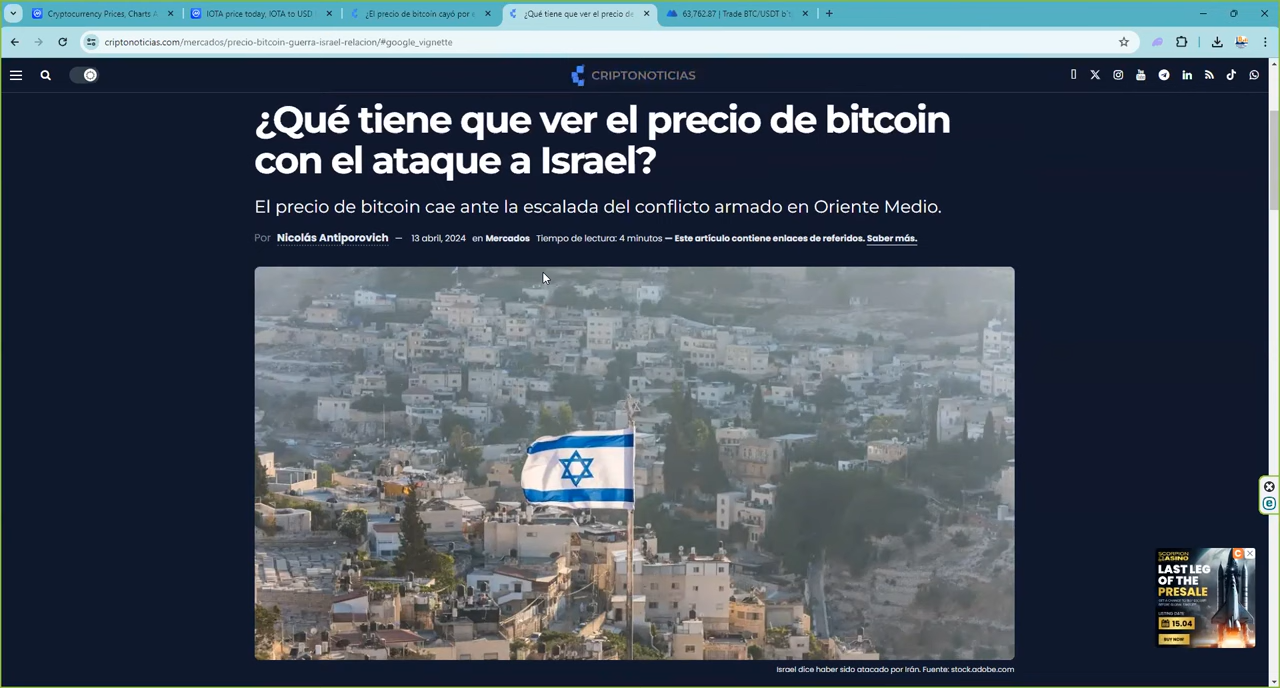 Cryptocurrency Prices, Charts A
IOTA price today, IOTA to USD
¿El precio de bitcoin cayó por e
¿Qué tiene que ver el precio de
63,762.87 | Trade BTC/USDT b
criptonoticias.com/mercados/precio-bitcoin-guerra-israel-relacion/#google_vignette
CRIPTONOTICIAS
¿Qué tiene que ver el precio de bitcoin
con el ataque a Israel?
El precio de bitcoin cae ante la escalada del conflicto armado en Oriente Medio.
Por Nicolás Antiporovich — 13 abril, 2024 en Mercados Tiempo de lectura: 4 minutos — Este artículo contiene enlaces de referidos. Saber más.
LAST LEG
OF THE
PRESALE
LISTING DATE
15.04
BUY NOW
Israel dice haber sido atacado por Irán. Fuente: stock.adobe.com